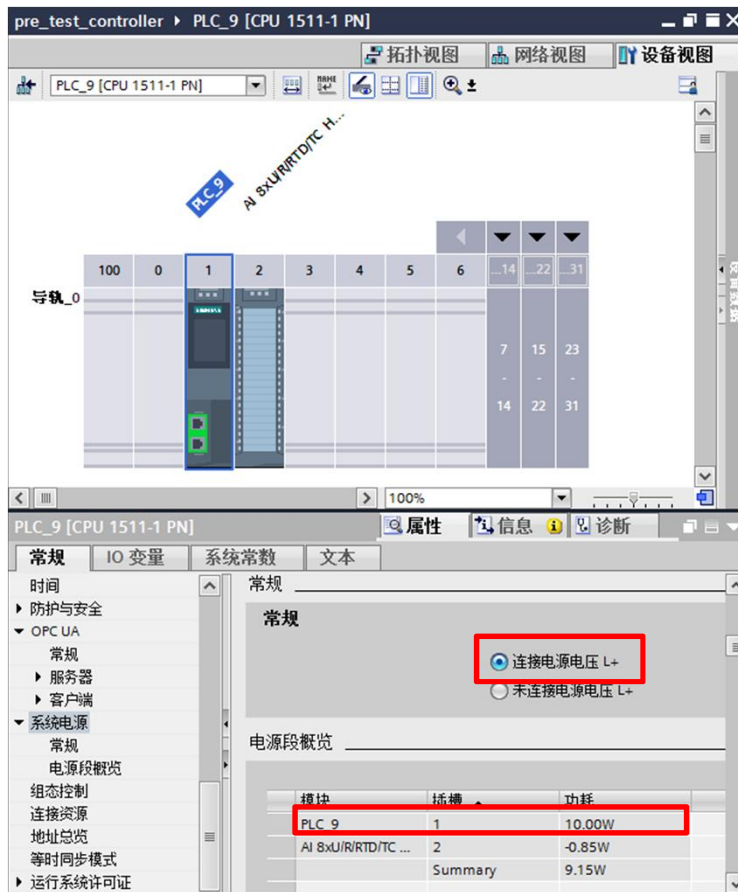 pre_test_controller ▸ PLC_9 [CPU 1511-1 PN]
拓扑视图 网络视图 设备视图
PLC_9 [CPU 1511-1 PN]
PLC_9
AI 8xU/R/RTD/TC H...
100 0 1 2 3 4 5 6 ...14 ...22 ...31
导轨_0
SIEMENS
7 15 23
- - -
14 22 31
100%
PLC_9 [CPU 1511-1 PN]
属性 信息 诊断
常规 IO 变量 系统常数 文本
时间
防护与安全
OPC UA
常规
服务器
客户端
系统电源
常规
电源段概览
组态控制
连接资源
地址总览
等时同步模式
运行系统许可证
常规
常规
连接电源电压 L+
未连接电源电压 L+
电源段概览
模块 插槽 功耗
PLC_9 1 10.00W
AI 8xU/R/RTD/TC ... 2 -0.85W
Summary 9.15W